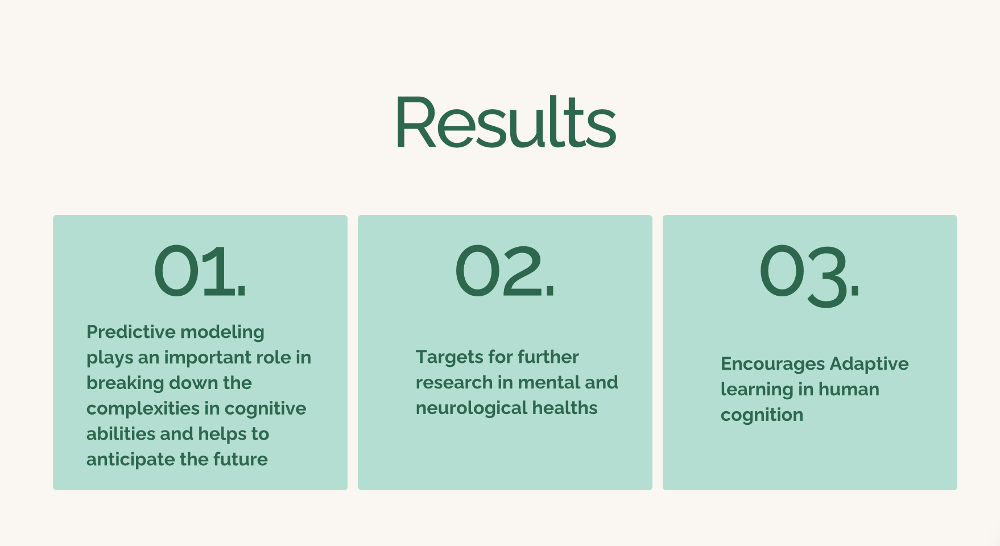 Results
01.
Predictive modeling
plays an important role in
breaking down the
complexities in cognitive
abilities and helps to
anticipate the future
02.
Targets for further
research in mental and
neurological healths
03.
Encourages Adaptive
learning in human
cognition